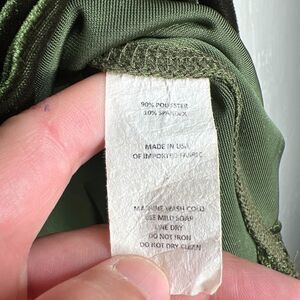 90% POLYESTER
10% SPANDEX
MADE IN USA
OF IMPORTED FABRIC
MACHINE WASH COLD
USE MILD SOAP
LINE DRY
DO NOT IRON
DO NOT DRY CLEAN